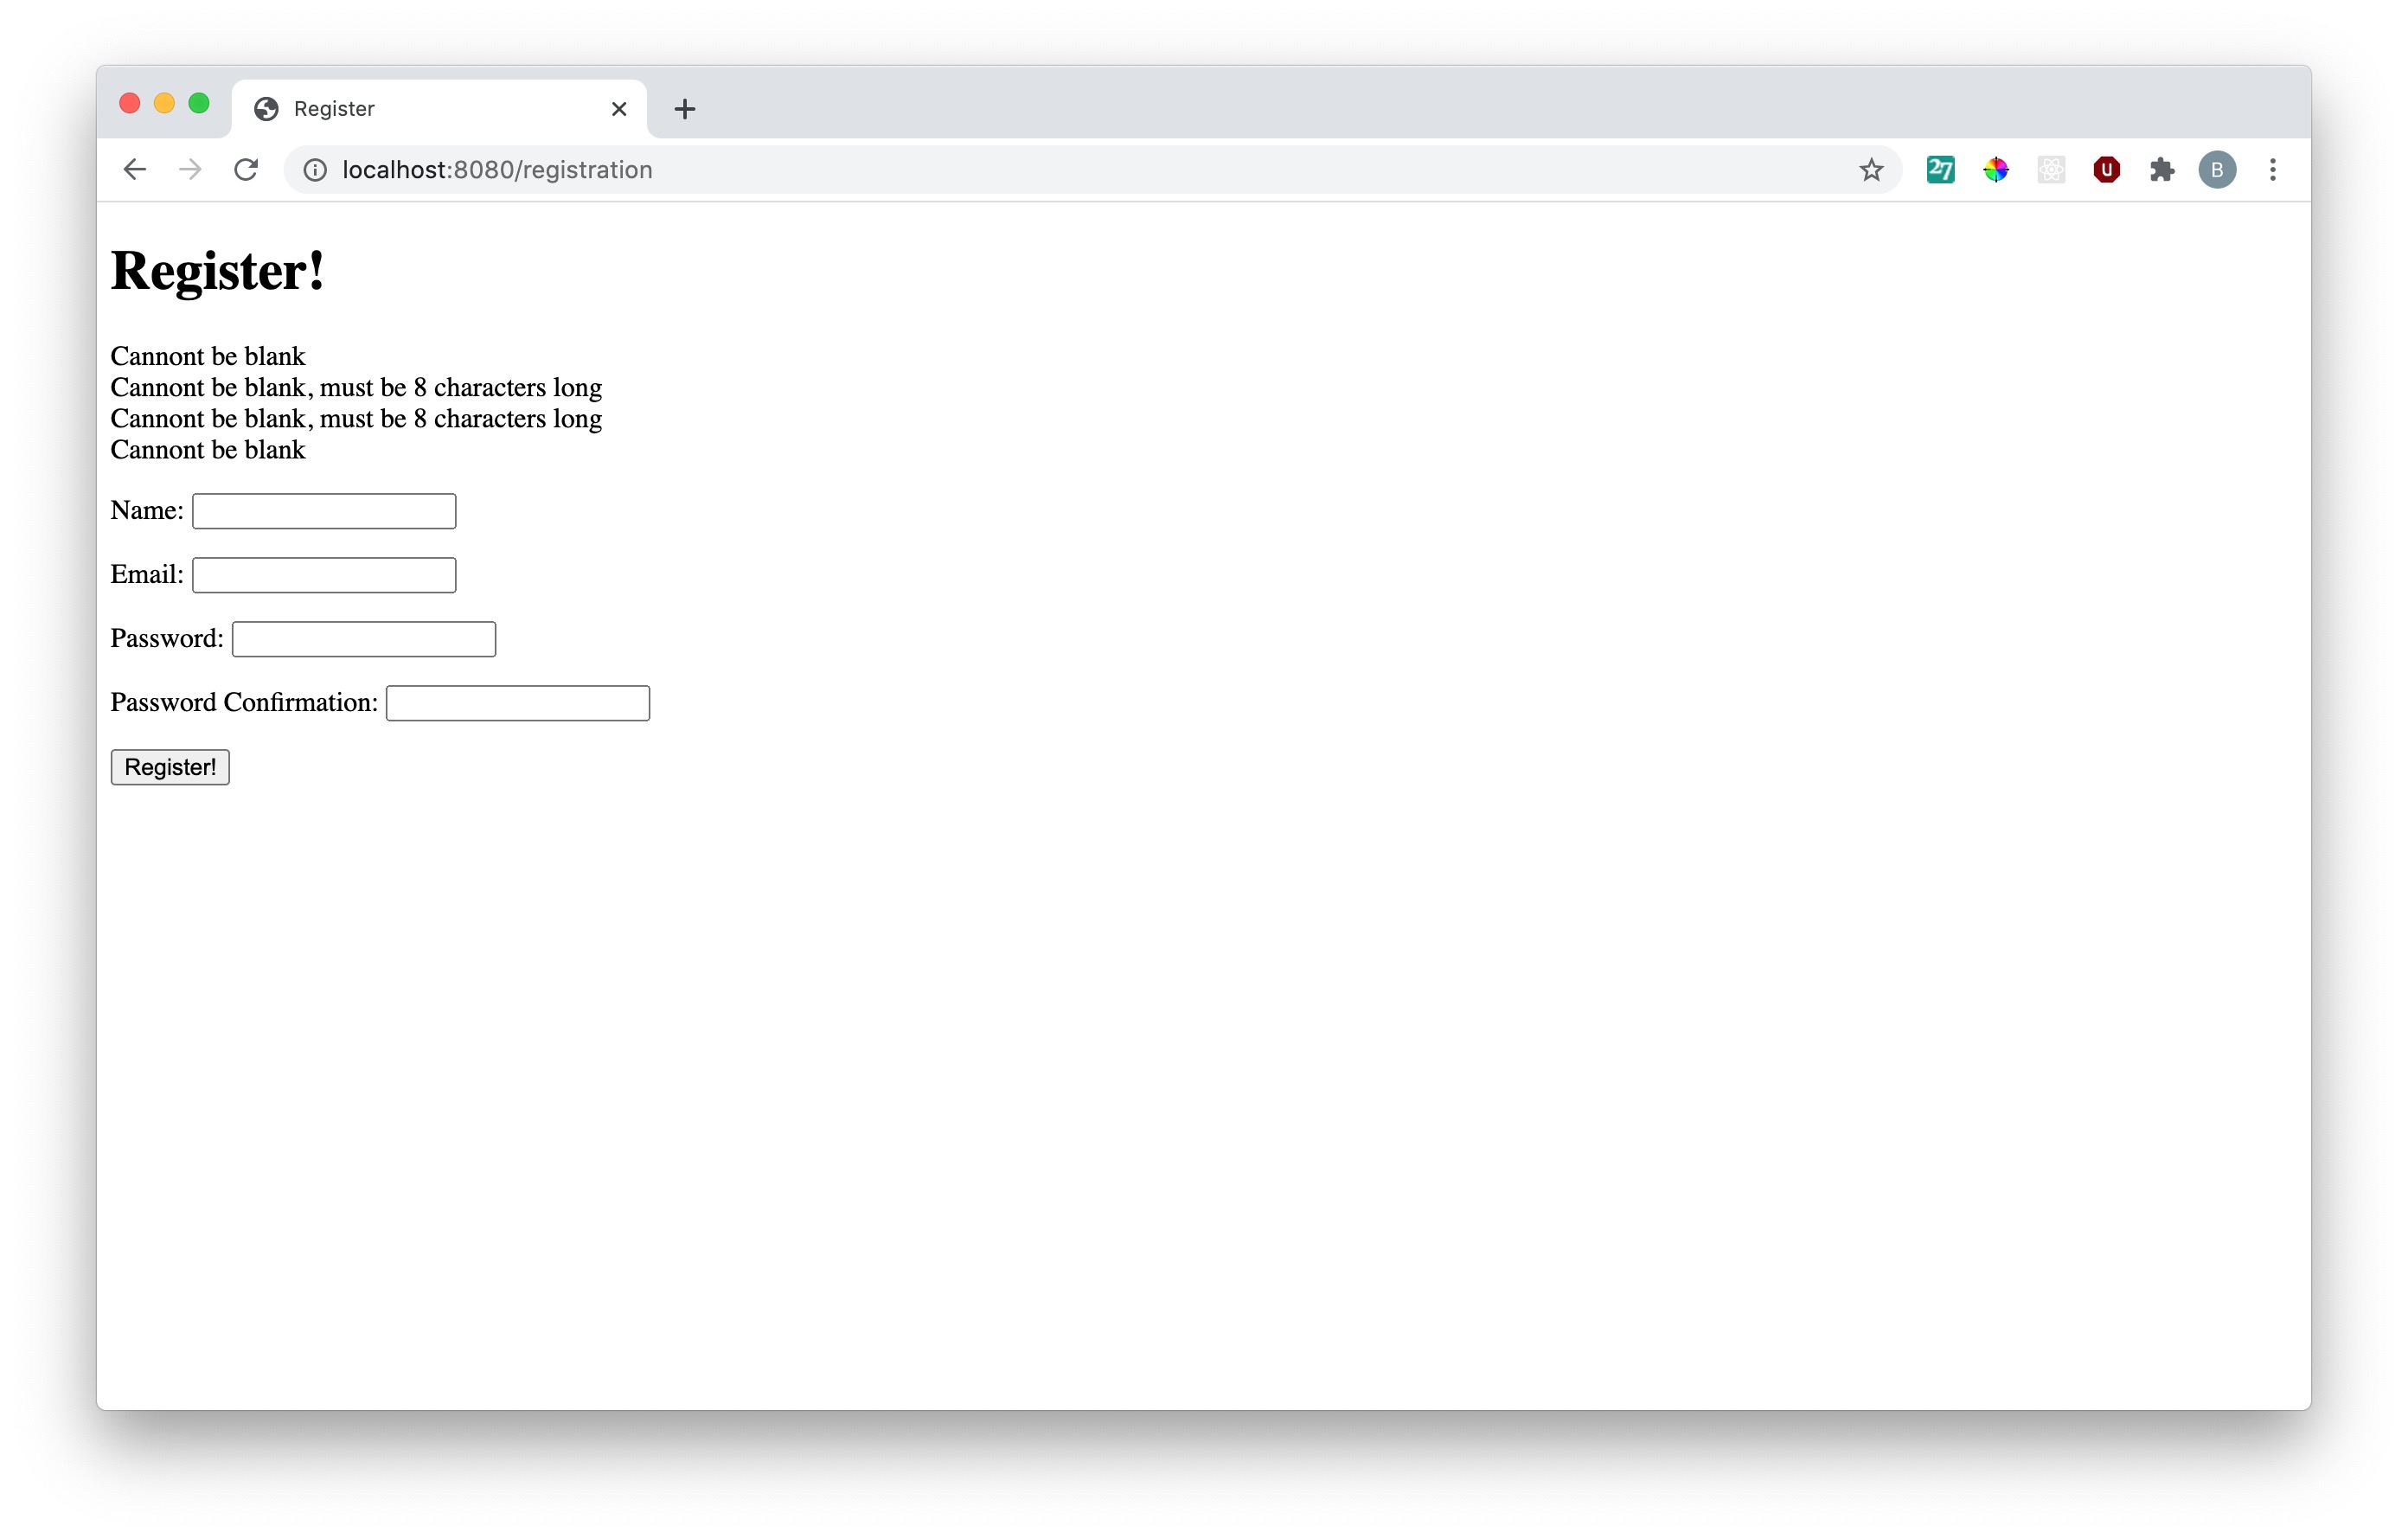 Register
localhost:8080/registration
27
U
B
Register!
Cannont be blank
Cannont be blank, must be 8 characters long
Cannont be blank, must be 8 characters long
Cannont be blank
Name:
Email:
Password:
Password Confirmation:
Register!